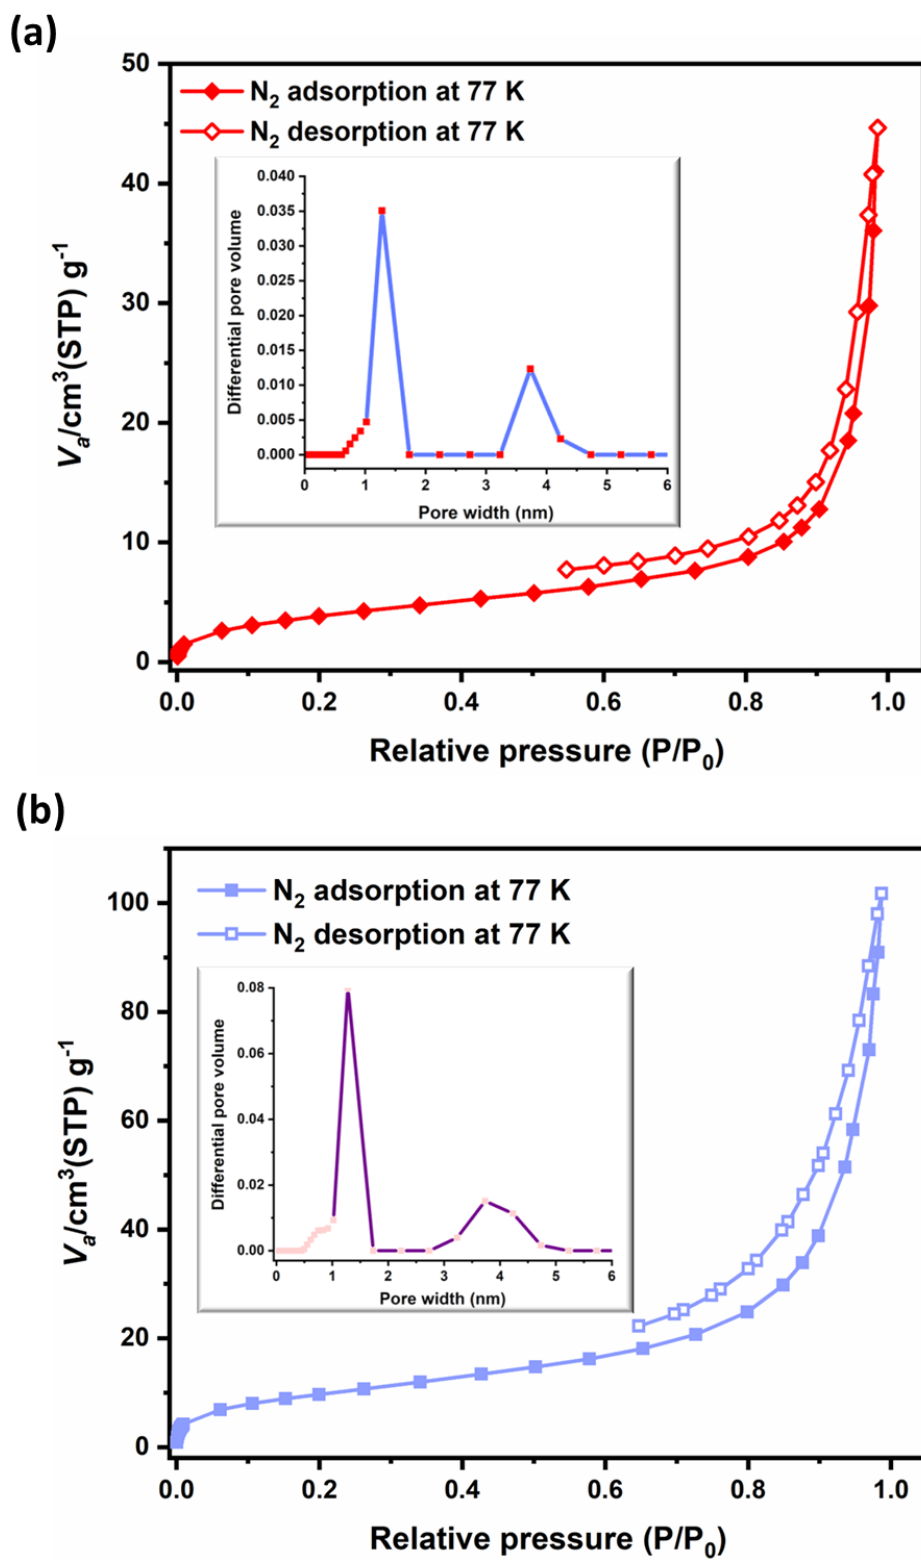 (a)
50
40
30
20
10
0
Vₐ/cm³(STP) g⁻¹
N₂ adsorption at 77 K
N₂ desorption at 77 K
0.040
0.035
0.030
0.025
0.020
0.015
0.010
0.005
0.000
Differential pore volume
0 1 2 3 4 5 6
Pore width (nm)
0.0 0.2 0.4 0.6 0.8 1.0
Relative pressure (P/P₀)
(b)
100
80
60
40
20
0
Vₐ/cm³(STP) g⁻¹
N₂ adsorption at 77 K
N₂ desorption at 77 K
0.08
0.06
0.04
0.02
0.00
Differential pore volume
0 1 2 3 4 5 6
Pore width (nm)
0.0 0.2 0.4 0.6 0.8 1.0
Relative pressure (P/P₀)